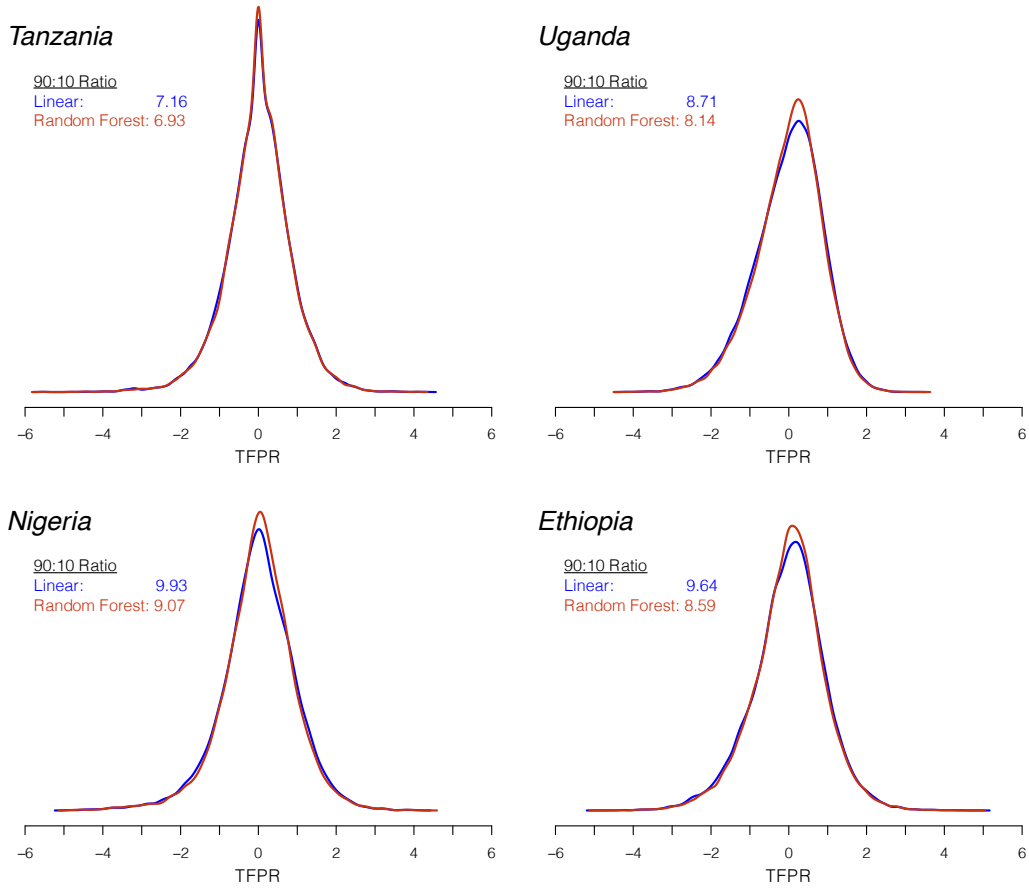 Tanzania
90:10 Ratio
Linear: 7.16
Random Forest: 6.93
−6 −4 −2 0 2 4 6
TFPR
Uganda
90:10 Ratio
Linear: 8.71
Random Forest: 8.14
−6 −4 −2 0 2 4 6
TFPR
Nigeria
90:10 Ratio
Linear: 9.93
Random Forest: 9.07
−6 −4 −2 0 2 4 6
TFPR
Ethiopia
90:10 Ratio
Linear: 9.64
Random Forest: 8.59
−6 −4 −2 0 2 4 6
TFPR